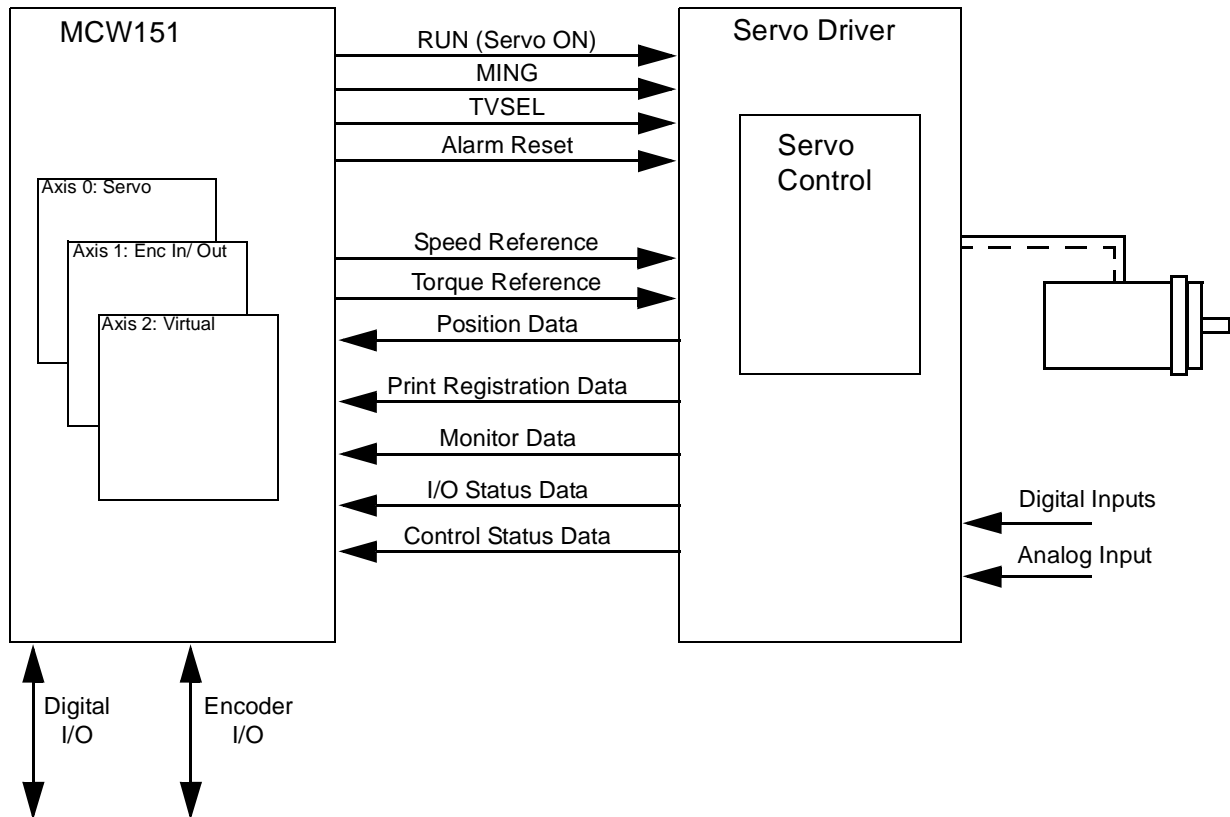 MCW151
Servo Driver
RUN (Servo ON)
MING
TVSEL
Alarm Reset
Servo
Control
Axis 0: Servo
Axis 1: Enc In/ Out
Axis 2: Virtual
Speed Reference
Torque Reference
Position Data
Print Registration Data
Monitor Data
I/O Status Data
Control Status Data
Digital Inputs
Analog Input
Digital
I/O
Encoder
I/O